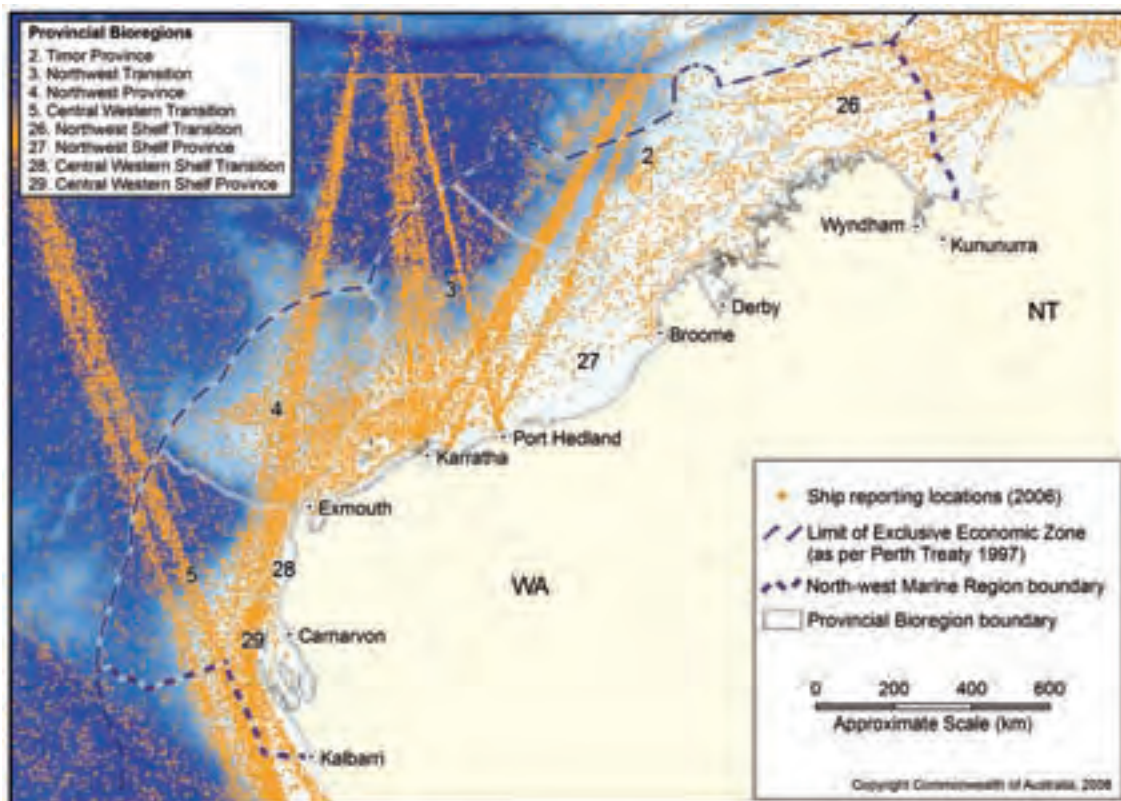 Provincial Bioregions
2. Timor Province
3. Northwest Transition
4. Northwest Province
5. Central Western Transition
26. Northwest Shelf Transition
27. Northwest Shelf Province
28. Central Western Shelf Transition
29. Central Western Shelf Province
26
2
Wyndham
Kununurra
3
Derby
NT
Broome
27
4
Port Hedland
Karratha
Exmouth
5
28
WA
29
Carnarvon
Kalbarri
Ship reporting locations (2006)
Limit of Exclusive Economic Zone
(as per Perth Treaty 1997)
North-west Marine Region boundary
Provincial Bioregion boundary
0 200 400 600
Approximate Scale (km)
Copyright Commonwealth of Australia, 2008